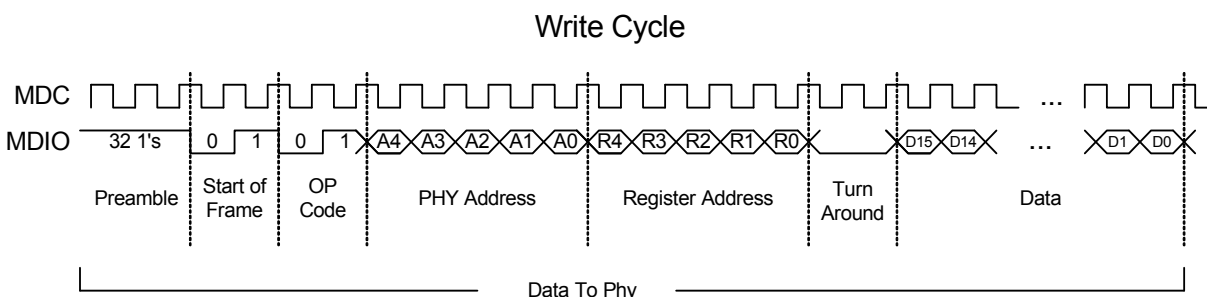 Write Cycle
MDC ...
MDIO 32 1's 0 1 0 1 A4 A3 A2 A1 A0 R4 R3 R2 R1 R0 D15 D14 ... D1 D0
Preamble Start of Frame OP Code PHY Address Register Address Turn Around Data
Data To Phy